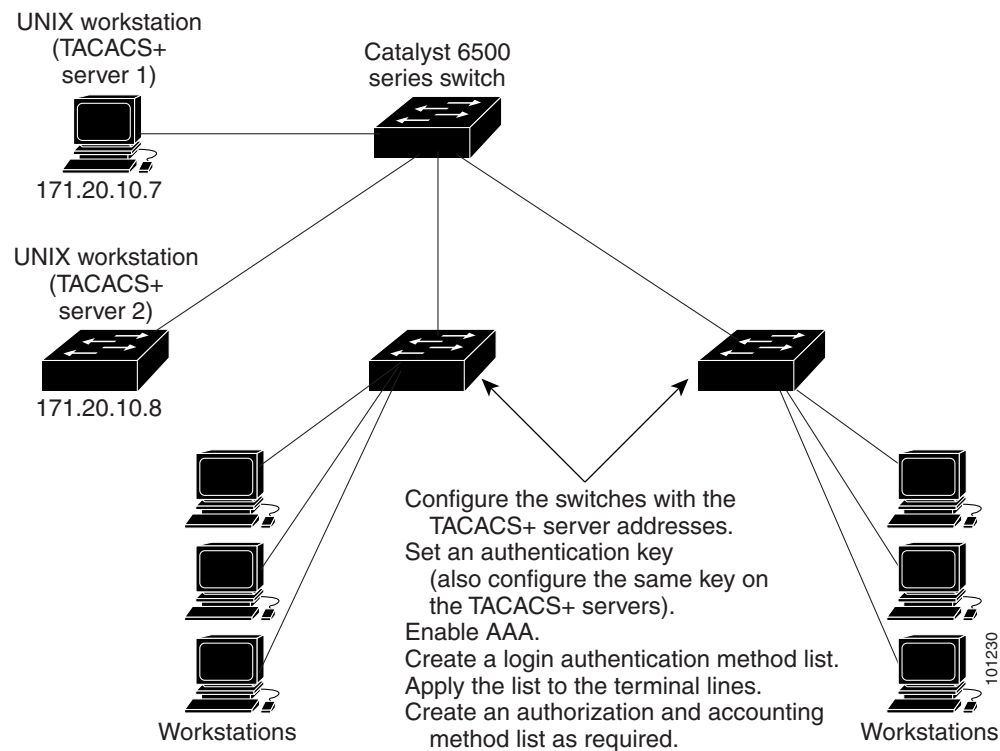 UNIX workstation
(TACACS+
server 1)
Catalyst 6500
series switch
171.20.10.7
UNIX workstation
(TACACS+
server 2)
171.20.10.8
Configure the switches with the
TACACS+ server addresses.
Set an authentication key
(also configure the same key on
the TACACS+ servers).
Enable AAA.
Create a login authentication method list.
Apply the list to the terminal lines.
Create an authorization and accounting
method list as required.
Workstations
Workstations
101230